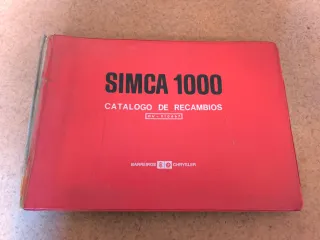 SIMCA 1000
CATALOGO DE RECAMBIOS
BARREIROS CHRYSLER